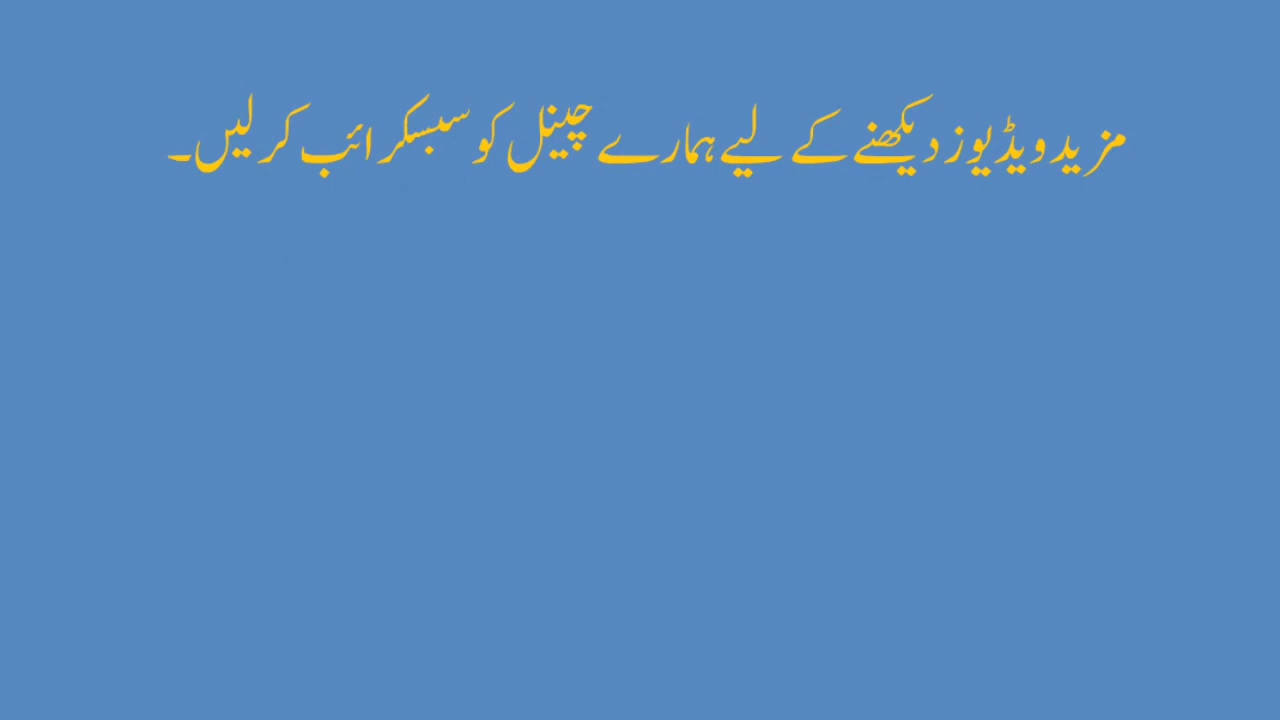 مزید ویڈیوز دیکھنے کے لیے ہمارے چینل کو سبسکرائب کر لیں۔